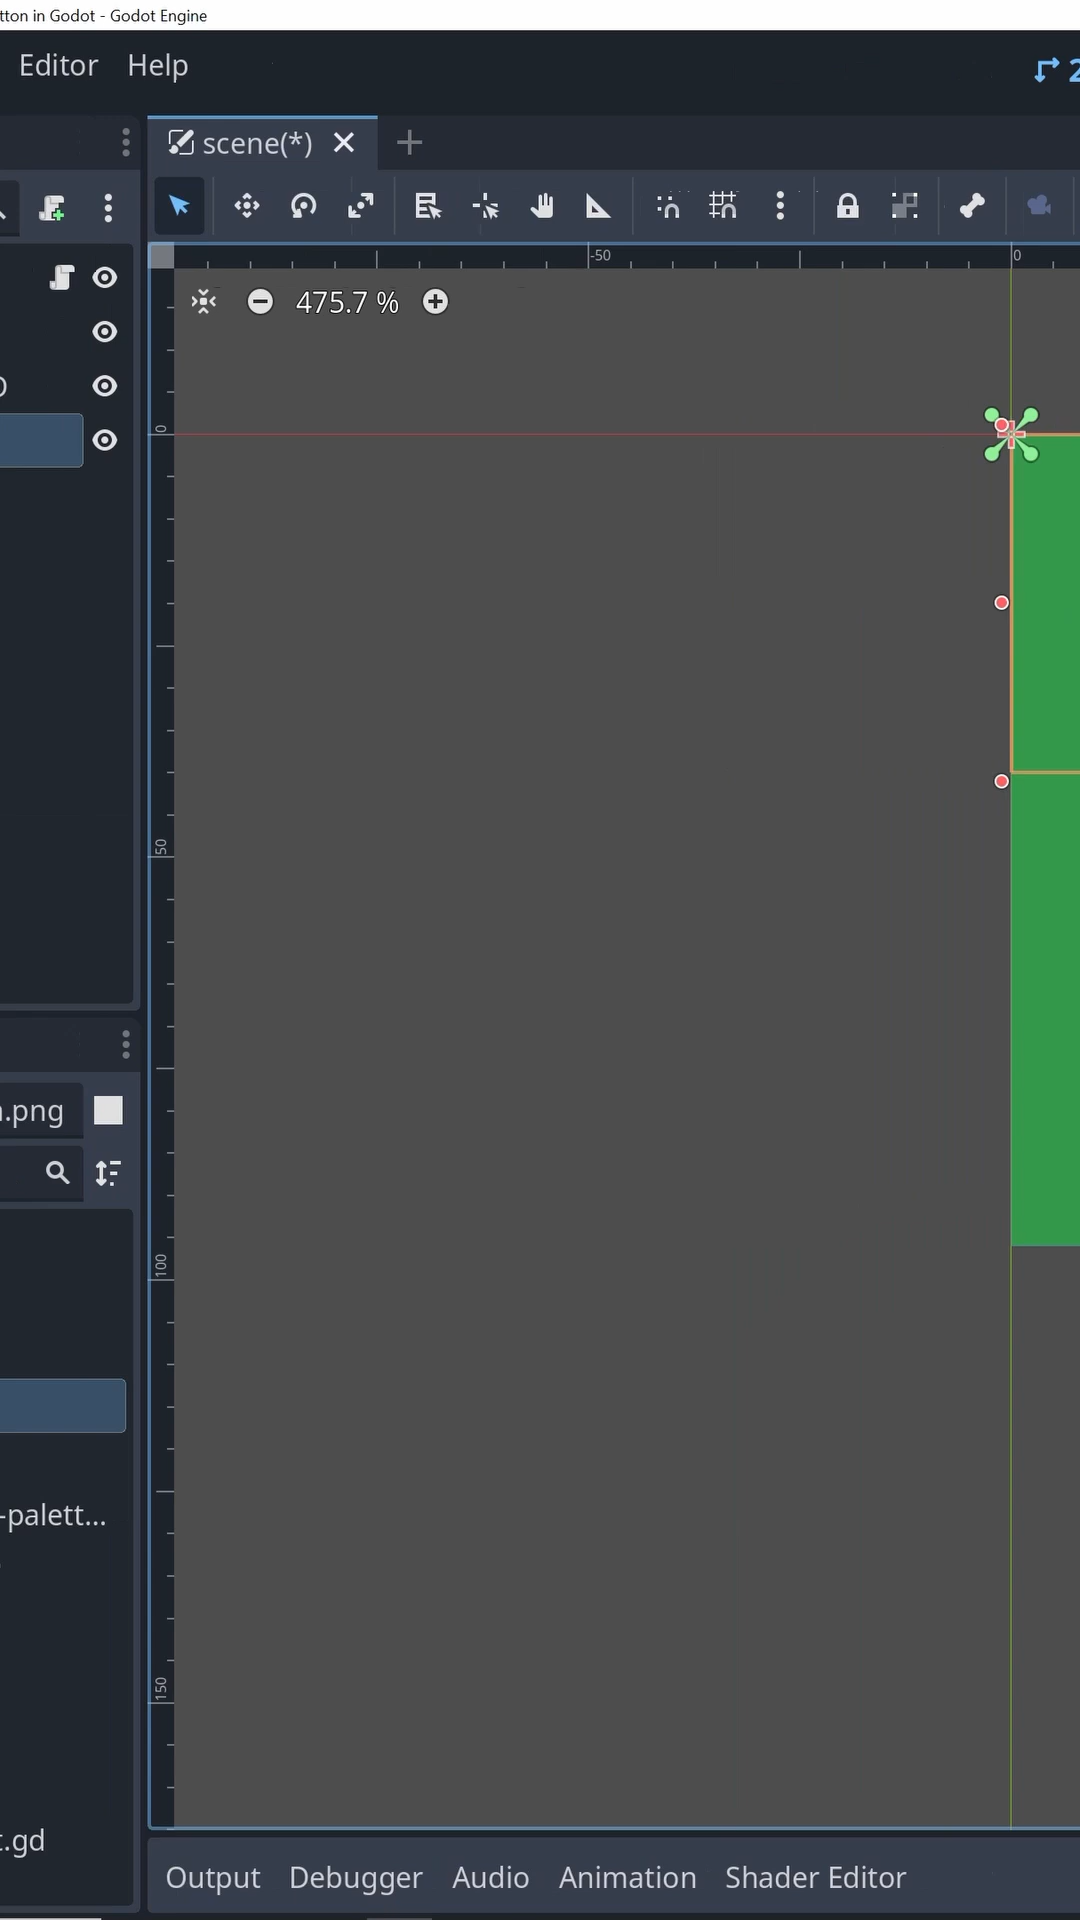 tton in Godot - Godot Engine
Editor Help
2
scene(*)
-50 0
475.7 %
0
50
100
150
.png
-palett...
.gd
Output Debugger Audio Animation Shader Editor